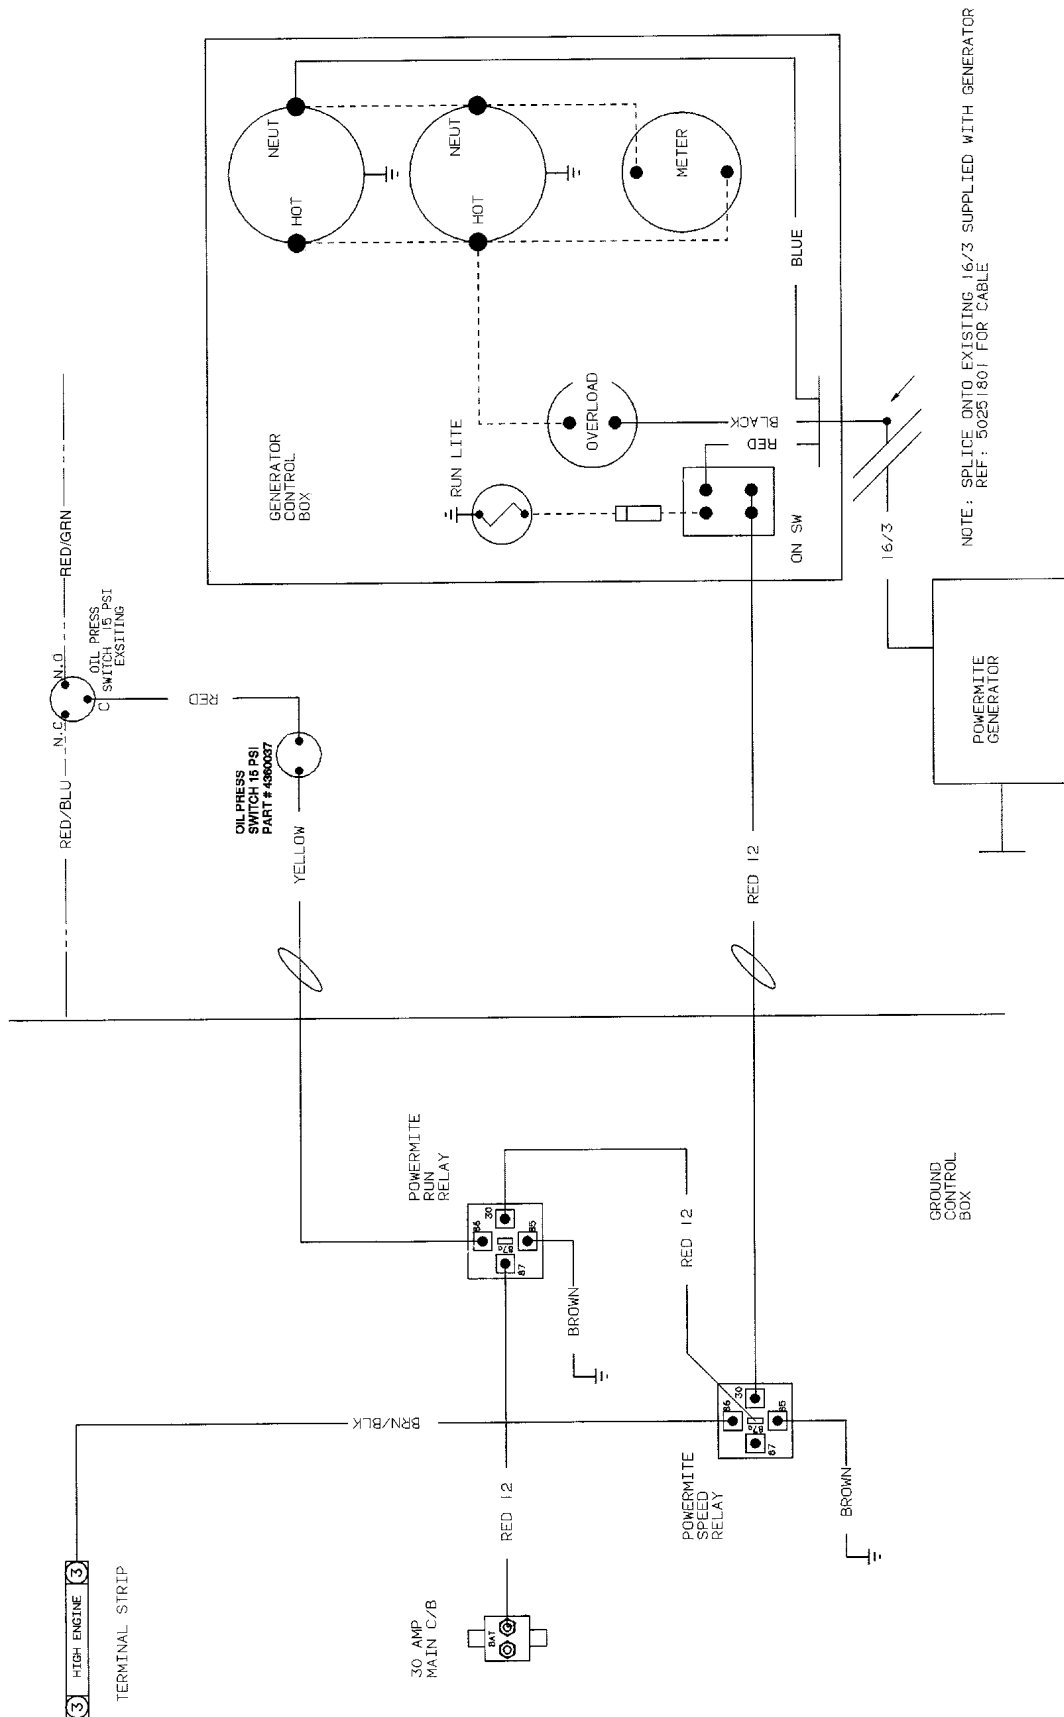 NEUT
HOT
NEUT
HOT
METER
BLUE
GENERATOR
CONTROL
BOX
RUN LITE
OVERLOAD
BLACK
RED
ON SW
16/3
NOTE: SPLICE ONTO EXISTING 16/3 SUPPLIED WITH GENERATOR
REF: 50251801 FOR CABLE
POWERMITE
GENERATOR
RED/GRN
N.O
N.C
C
OIL PRESS
SWITCH 15 PSI
EXSITING
RED/BLU
RED
OIL PRESS
SWITCH 15 PSI
PART # 4360037
YELLOW
RED 12
POWERMITE
RUN
RELAY
86
30
87a
85
87
RED 12
BROWN
GROUND
CONTROL
BOX
BRN/BLK
RED 12
POWERMITE
SPEED
RELAY
86
30
87a
85
87
BROWN
3 HIGH ENGINE 3
TERMINAL STRIP
30 AMP
MAIN C/B
BAT